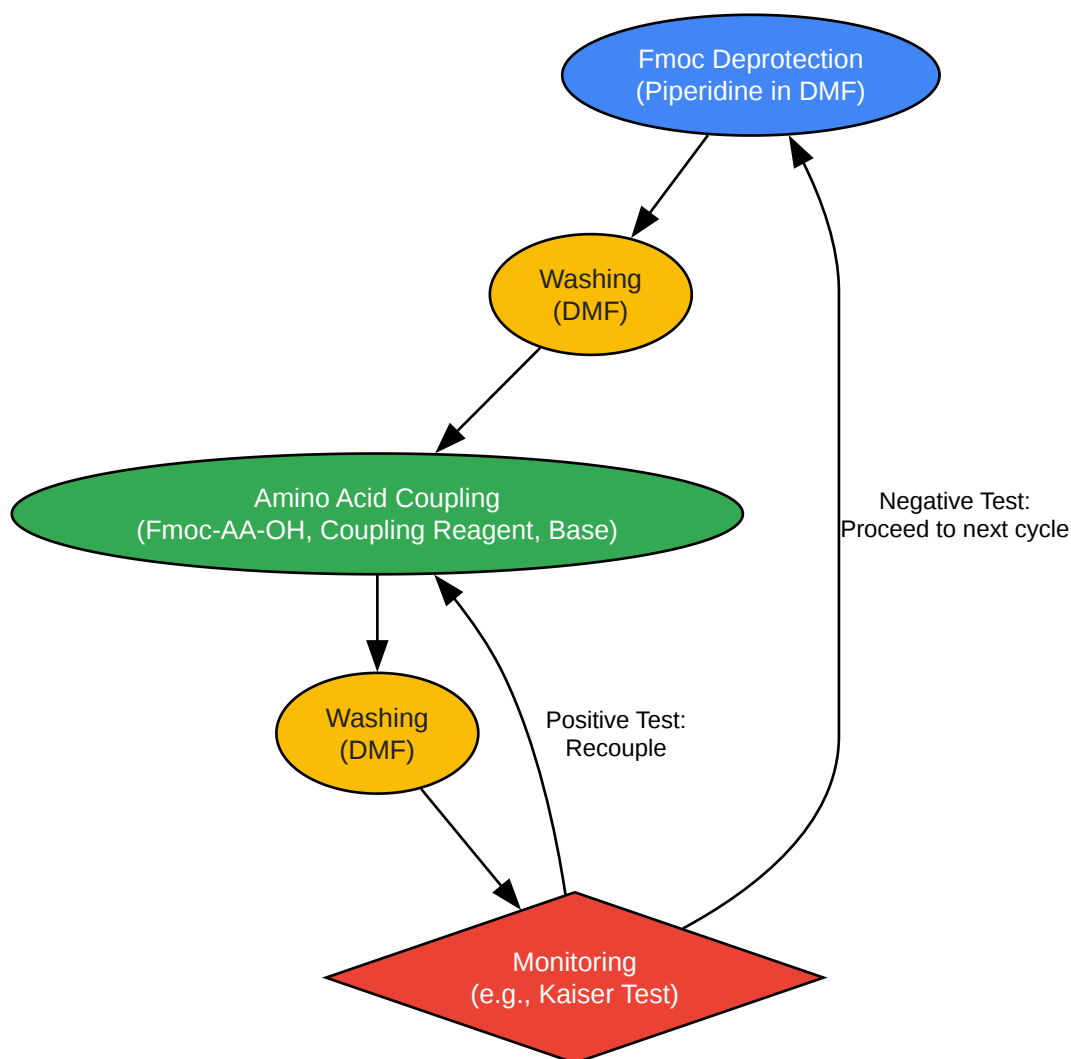 Fmoc Deprotection
(Piperidine in DMF)
Washing
(DMF)
Amino Acid Coupling
(Fmoc-AA-OH, Coupling Reagent, Base)
Negative Test:
Proceed to next cycle
Washing
(DMF)
Positive Test:
Recouple
Monitoring
(e.g., Kaiser Test)